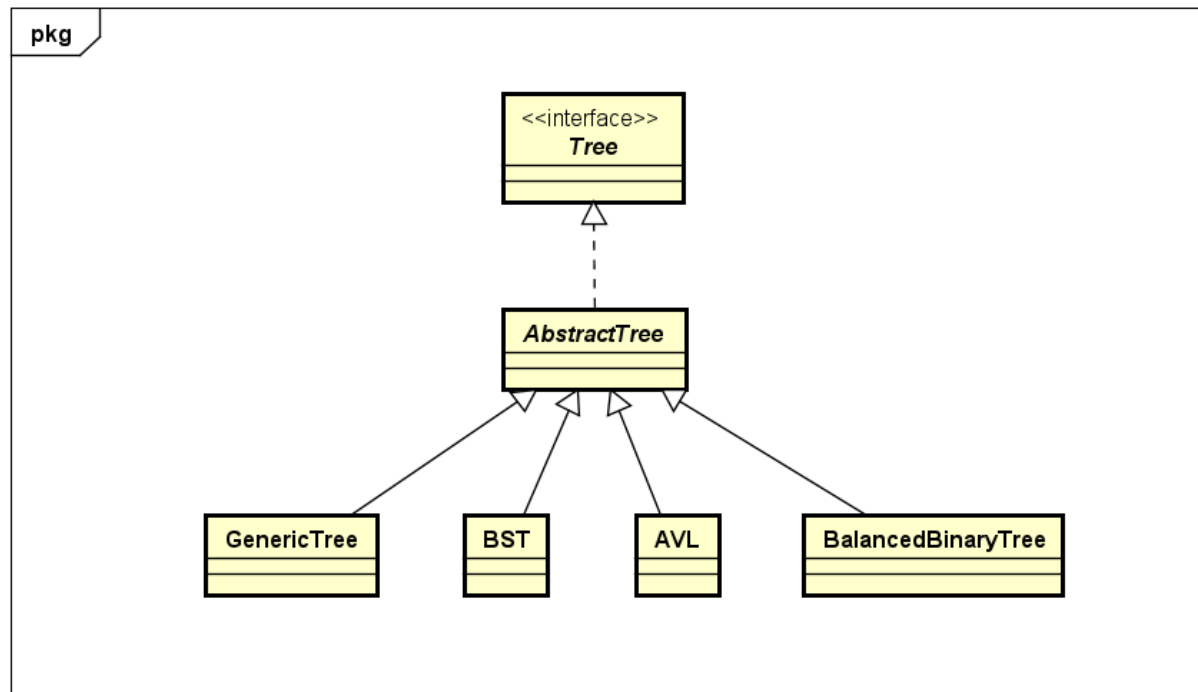 pkg
<<interface>>
Tree
AbstractTree
GenericTree
BST
AVL
BalancedBinaryTree